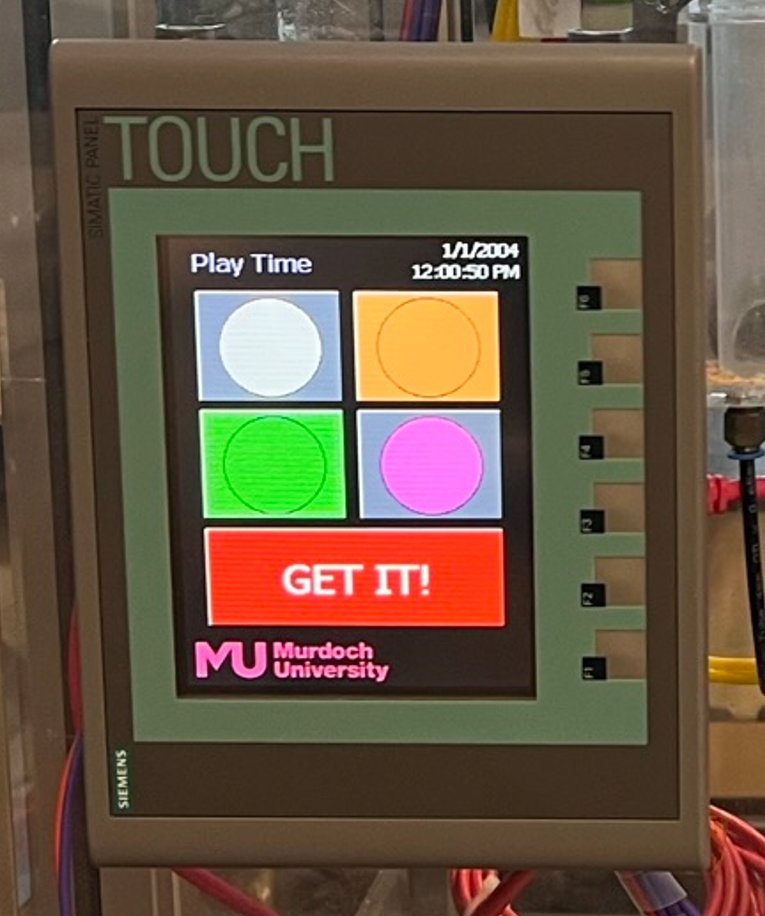 SIMATIC PANEL
TOUCH
Play Time
1/1/2004
12:00:50 PM
GET IT!
MU Murdoch
University
F6
F5
F4
F3
F2
F1
SIEMENS